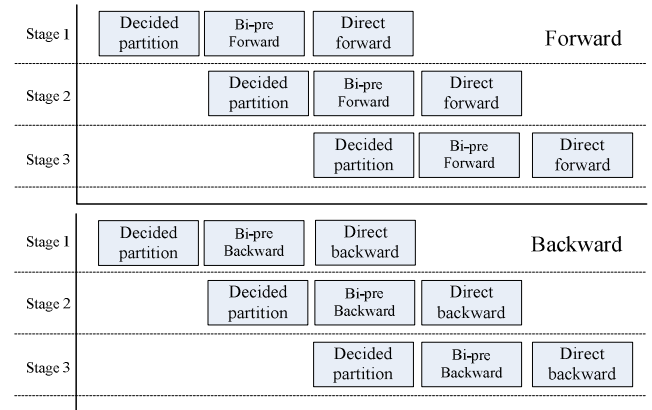 Stage 1
Decided
partition
Bi-pre
Forward
Direct
forward
Forward
Stage 2
Decided
partition
Bi-pre
Forward
Direct
forward
Stage 3
Decided
partition
Bi-pre
Forward
Direct
forward
Stage 1
Decided
partition
Bi-pre
Backward
Direct
backward
Backward
Stage 2
Decided
partition
Bi-pre
Backward
Direct
backward
Stage 3
Decided
partition
Bi-pre
Backward
Direct
backward